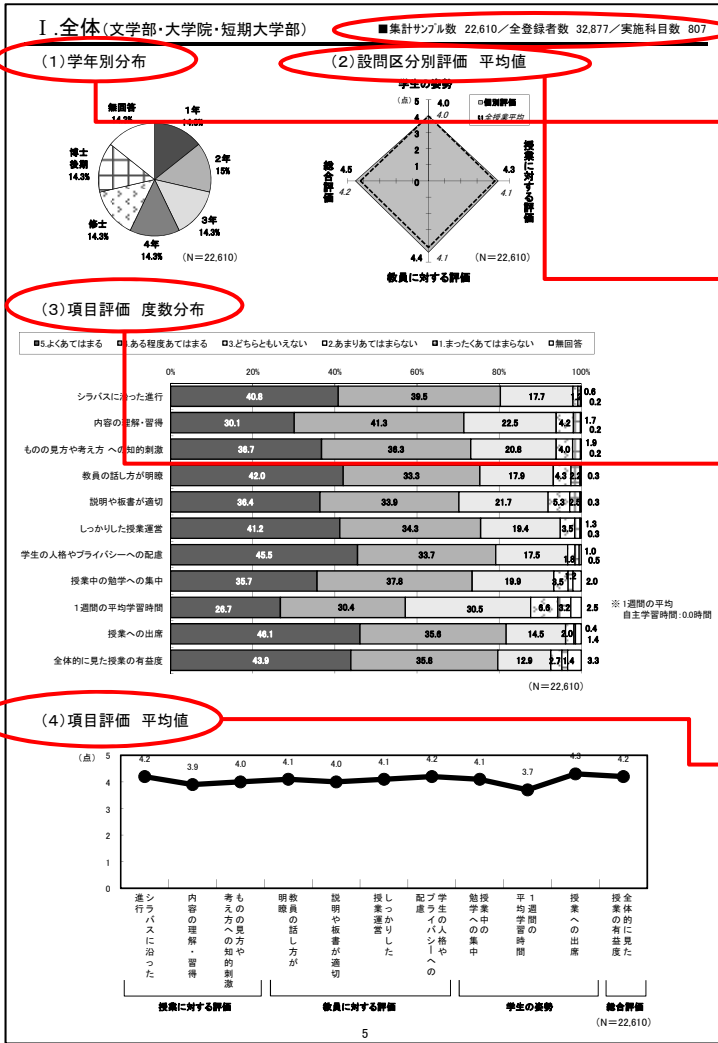 Ⅰ.全体(文学部・大学院・短期大学部)
■集計サンプル数 22,610/全登録者数 32,877/実施科目数 807
(1)学年別分布
無回答
14.3%
1年
14.3%
博士
後期
14.3%
2年
15%
修士
14.3%
3年
14.3%
4年
14.3%
(N=22,610)
(2)設問区分別評価 平均値
学生の姿勢
(点)
5
4
3
2
1
0
4.0
4.0
個別評価
全授業平均
総合評価
4.5
4.2
4.3
4.1
授業に対する評価
4.4
4.1
(N=22,610)
教員に対する評価
(3)項目評価 度数分布
■5.よくあてはまる
ある程度あてはまる
□3.どちらともいえない
2.あまりあてはまらない
■1.まったくあてはまらない
□無回答
0% 20% 40% 60% 80% 100%
シラバスに沿った進行 40.8 39.5 17.7 0.6 0.2
内容の理解・習得 30.1 41.3 22.5 4.2 1.7 0.2
ものの見方や考え方 への知的刺激 36.7 36.3 20.8 4.0 1.9 0.2
教員の話し方が明瞭 42.0 33.3 17.9 4.3 2.2 0.3
説明や板書が適切 36.4 33.9 21.7 5.3 2.5 0.3
しっかりした授業運営 41.2 34.3 19.4 3.5 1.3 0.3
学生の人格やプライバシーへの配慮 45.5 33.7 17.5 1.8 1.0 0.5
授業中の勉学への集中 35.7 37.8 19.9 3.5 1.2 2.0
1週間の平均学習時間 26.7 30.4 30.5 6.6 3.2 2.5
※1週間の平均
自主学習時間:0.0時間
授業への出席 46.1 35.6 14.5 2.0 0.4 1.4
全体的に見た授業の有益度 43.9 35.6 12.9 2.7 1.4 3.3
(N=22,610)
(4)項目評価 平均値
(点)
5
4
3
2
1
0
4.2 3.9 4.0 4.1 4.0 4.1 4.2 4.1 3.7 4.3 4.2
シラバスに沿った
進行
内容の理解・習得
ものの見方や
考え方への知的刺激
教員の話し方が
明瞭
説明や板書が適切
しっかりした
授業運営
学生の人格や
プライバシーへの
配慮
授業中の
勉学への集中
1週間の
平均学習時間
授業への出席
全体的に見た
授業の有益度
授業に対する評価
教員に対する評価
学生の姿勢
総合評価
(N=22,610)
5